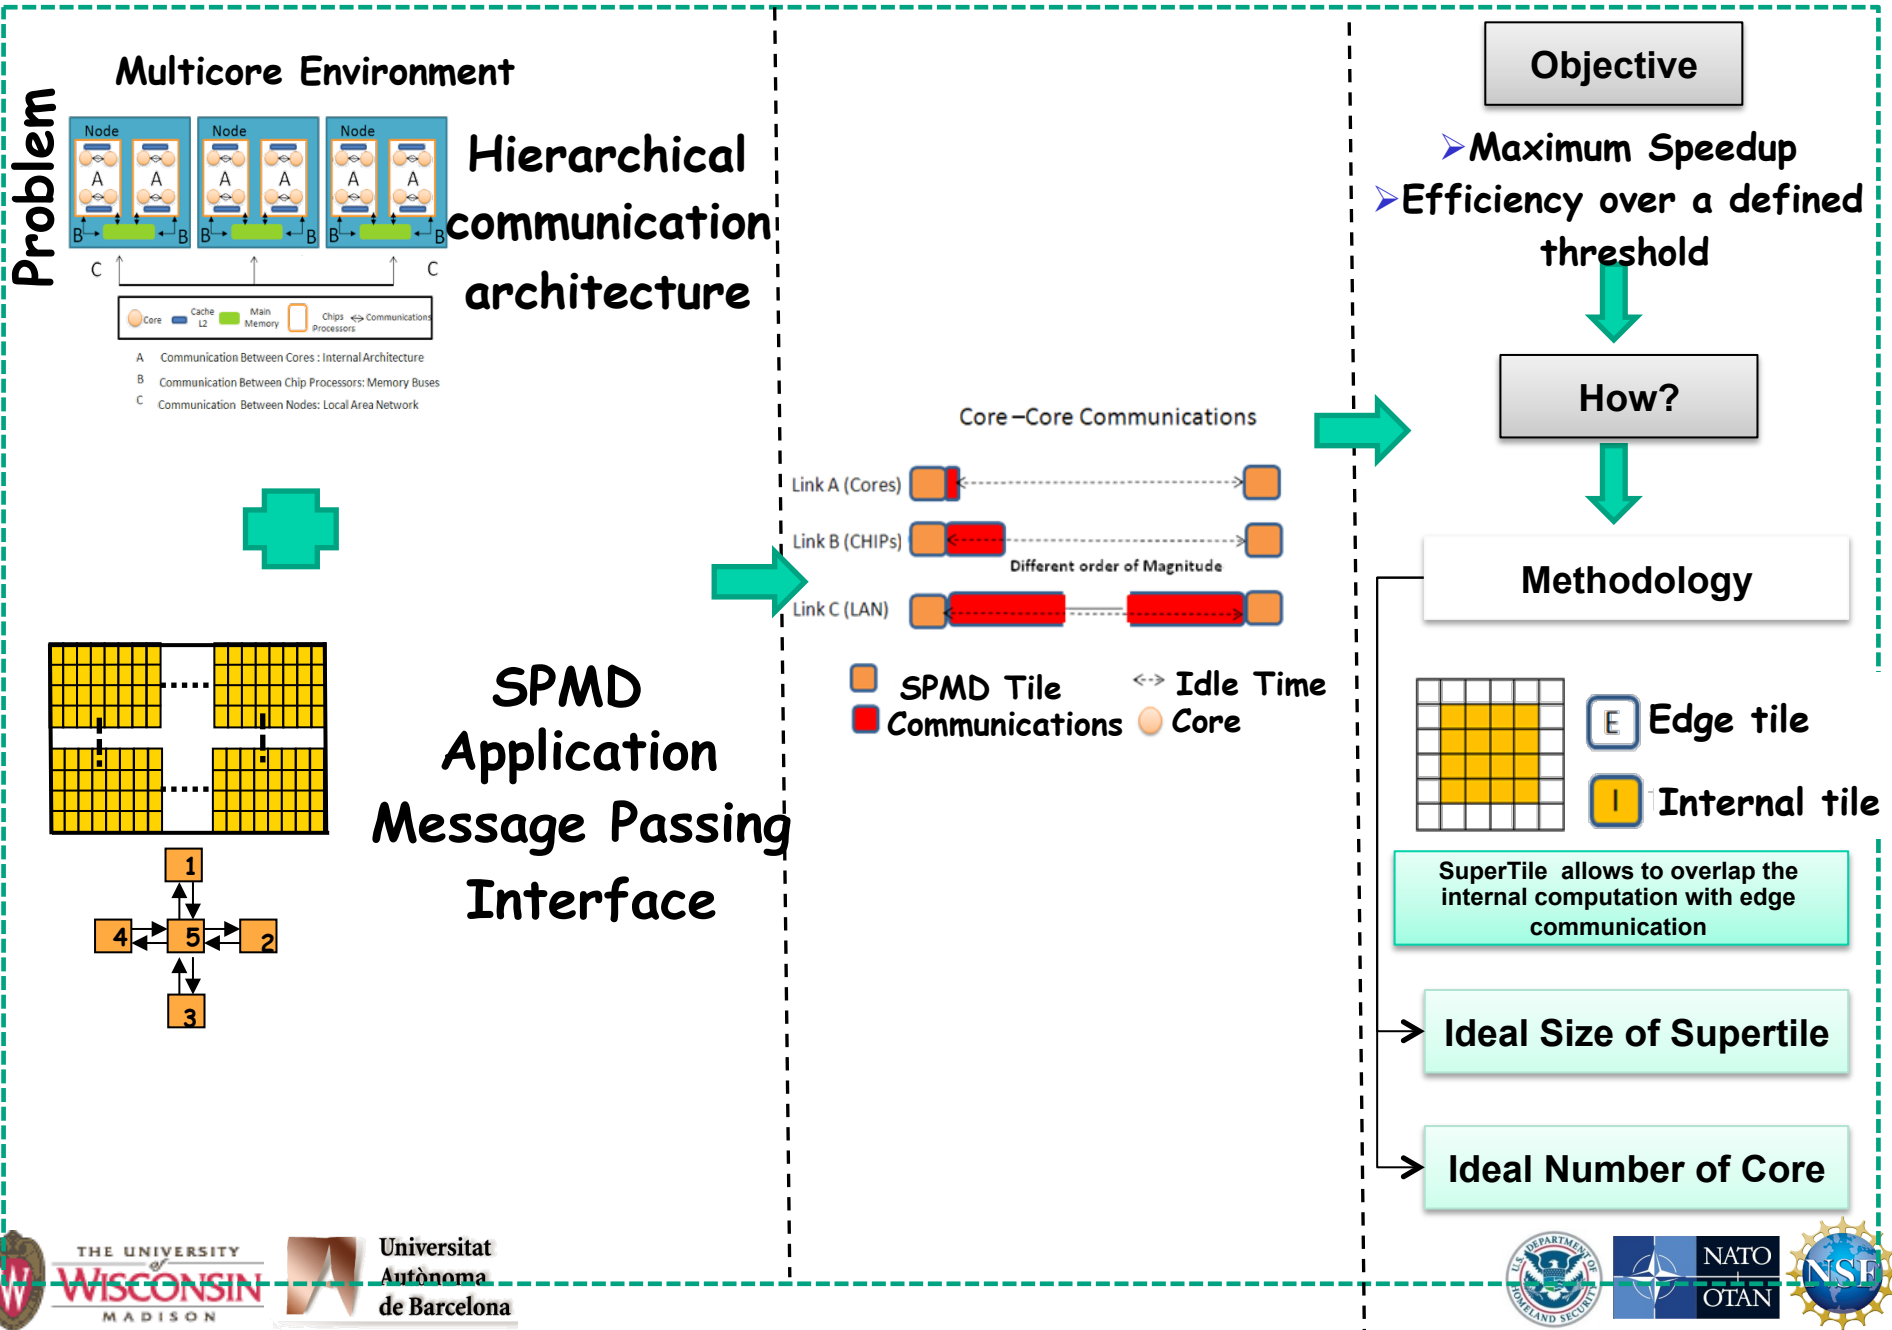 Problem
Multicore Environment
Node
Node
Node
A
A
A
A
A
A
B
B
B
B
B
B
C
C
Core
Cache L2
Main Memory
Chips Processors
Communications
A Communication Between Cores : Internal Architecture
B Communication Between Chip Processors: Memory Buses
C Communication Between Nodes: Local Area Network
Hierarchical
communication
architecture
SPMD
Application
Message Passing
Interface
1
4
5
2
3
Core –Core Communications
Link A (Cores)
Link B (CHIPs)
Different order of Magnitude
Link C (LAN)
SPMD Tile
Idle Time
Communications
Core
Objective
➢Maximum Speedup
➢Efficiency over a defined
threshold
How?
Methodology
E
Edge tile
I
Internal tile
SuperTile allows to overlap the
internal computation with edge
communication
Ideal Size of Supertile
Ideal Number of Core
W
THE UNIVERSITY
of
WISCONSIN
MADISON
Universitat
Autònoma
de Barcelona
U.S. DEPARTMENT OF
HOMELAND SECURITY
NATO
OTAN
NSF